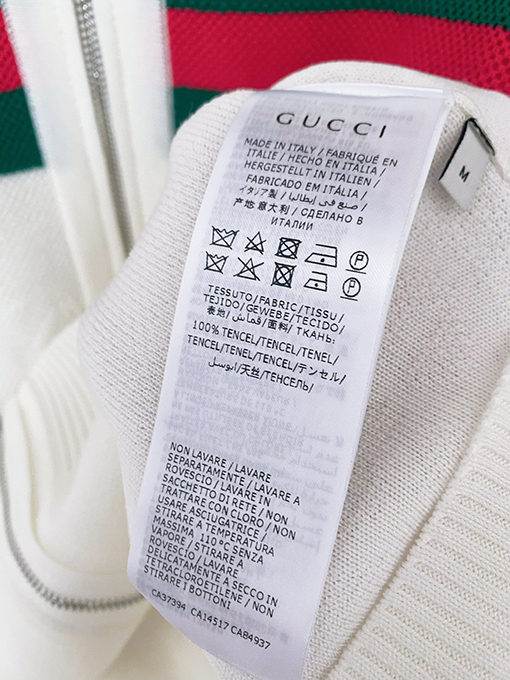 GUCCI
MADE IN ITALY / FABRIQUÉ EN
ITALIE / HECHO EN ITALIA /
HERGESTELLT IN ITALIEN /
FABRICADO EM ITÁLIA /
イタリア製 / صنع في إيطاليا /
产地 意大利 / СДЕЛАНО В
ИТАЛИИ
M
P
P
TESSUTO/FABRIC/TISSU/
TEJIDO/GEWEBE/TECIDO/
表地/قماش/面料/ ТКАНЬ:
100% TENCEL/TENCEL/TENEL/
TENCEL/TENEL/TENCEL/テンセル/
ابوسل/天丝/ТЕНСЕЛЬ/
NON LAVARE / LAVARE
SEPARATAMENTE / LAVARE A
ROVESCIO / LAVARE IN
SACCHETTO DI RETE / NON
TRATTARE CON CLORO / NON
USARE ASCIUGATRICE /
STIRARE A TEMPERATURA
MASSIMA 110°C SENZA
VAPORE / STIRARE A
ROVESCIO / LAVARE
DELICATAMENTE A SECCO IN
TETRACLOROETILENE / NON
STIRARE I BOTTONI
CA37394 CA14517 CA84937